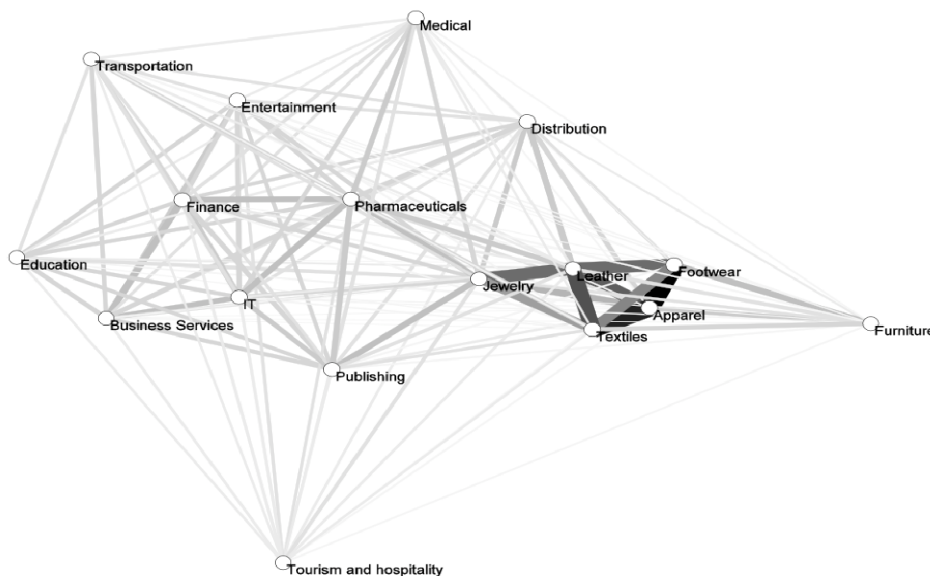 Medical
Transportation
Entertainment
Distribution
Finance
Pharmaceuticals
Education
Leather
Footwear
Jewelry
IT
Apparel
Business Services
Furniture
Textiles
Publishing
Tourism and hospitality